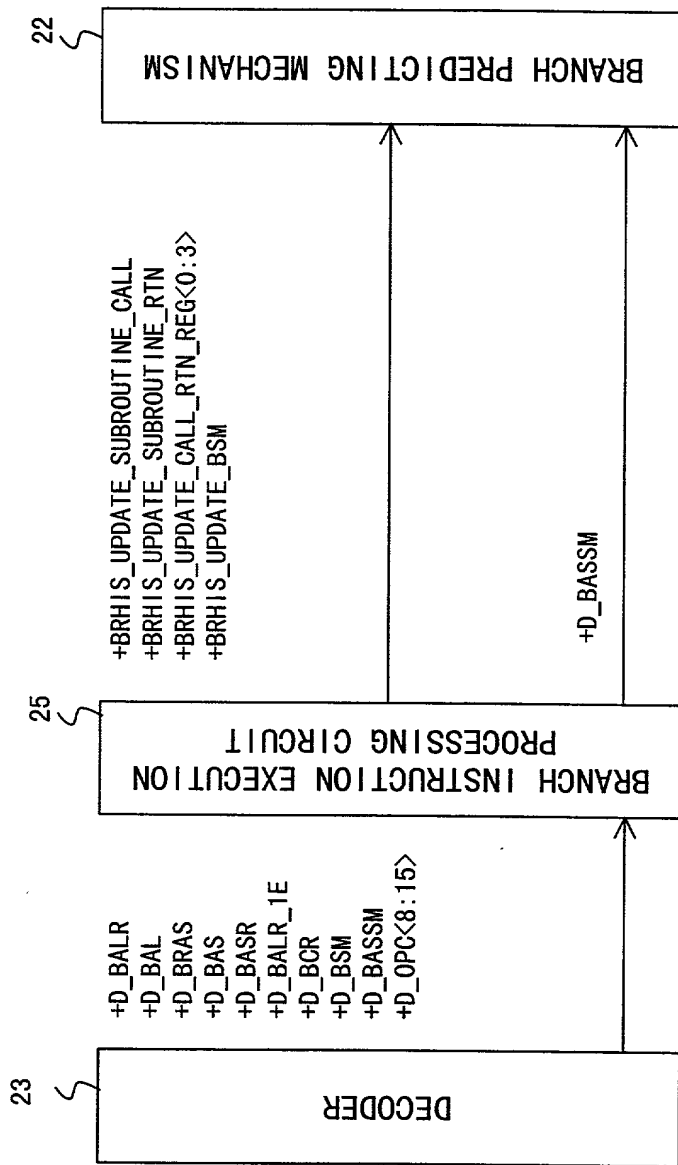 22
BRANCH PREDICTING MECHANISM
+BRHIS_UPDATE_SUBROUTINE_CALL
+BRHIS_UPDATE_SUBROUTINE_RTN
+BRHIS_UPDATE_CALL_RTN_REG<0:3>
+BRHIS_UPDATE_BSM
+D_BASSM
25
BRANCH INSTRUCTION EXECUTION
PROCESSING CIRCUIT
+D_BALR
+D_BAL
+D_BRAS
+D_BAS
+D_BASR
+D_BALR_1E
+D_BCR
+D_BSM
+D_BASSM
+D_OPC<8:15>
23
DECODER